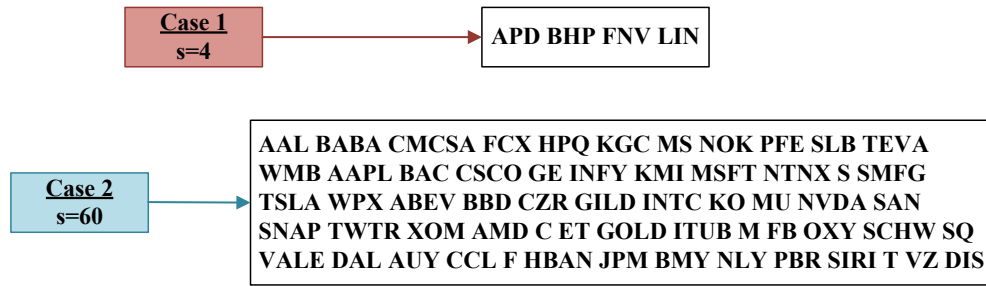 Case 1
s=4
APD BHP FNV LIN
Case 2
s=60
AAL BABA CMCSA FCX HPQ KGC MS NOK PFE SLB TEVA
WMB AAPL BAC CSCO GE INFY KMI MSFT NTNX S SMFG
TSLA WPX ABEV BBD CZR GILD INTC KO MU NVDA SAN
SNAP TWTR XOM AMD C ET GOLD ITUB M FB OXY SCHW SQ
VALE DAL AUY CCL F HBAN JPM BMY NLY PBR SIRI T VZ DIS